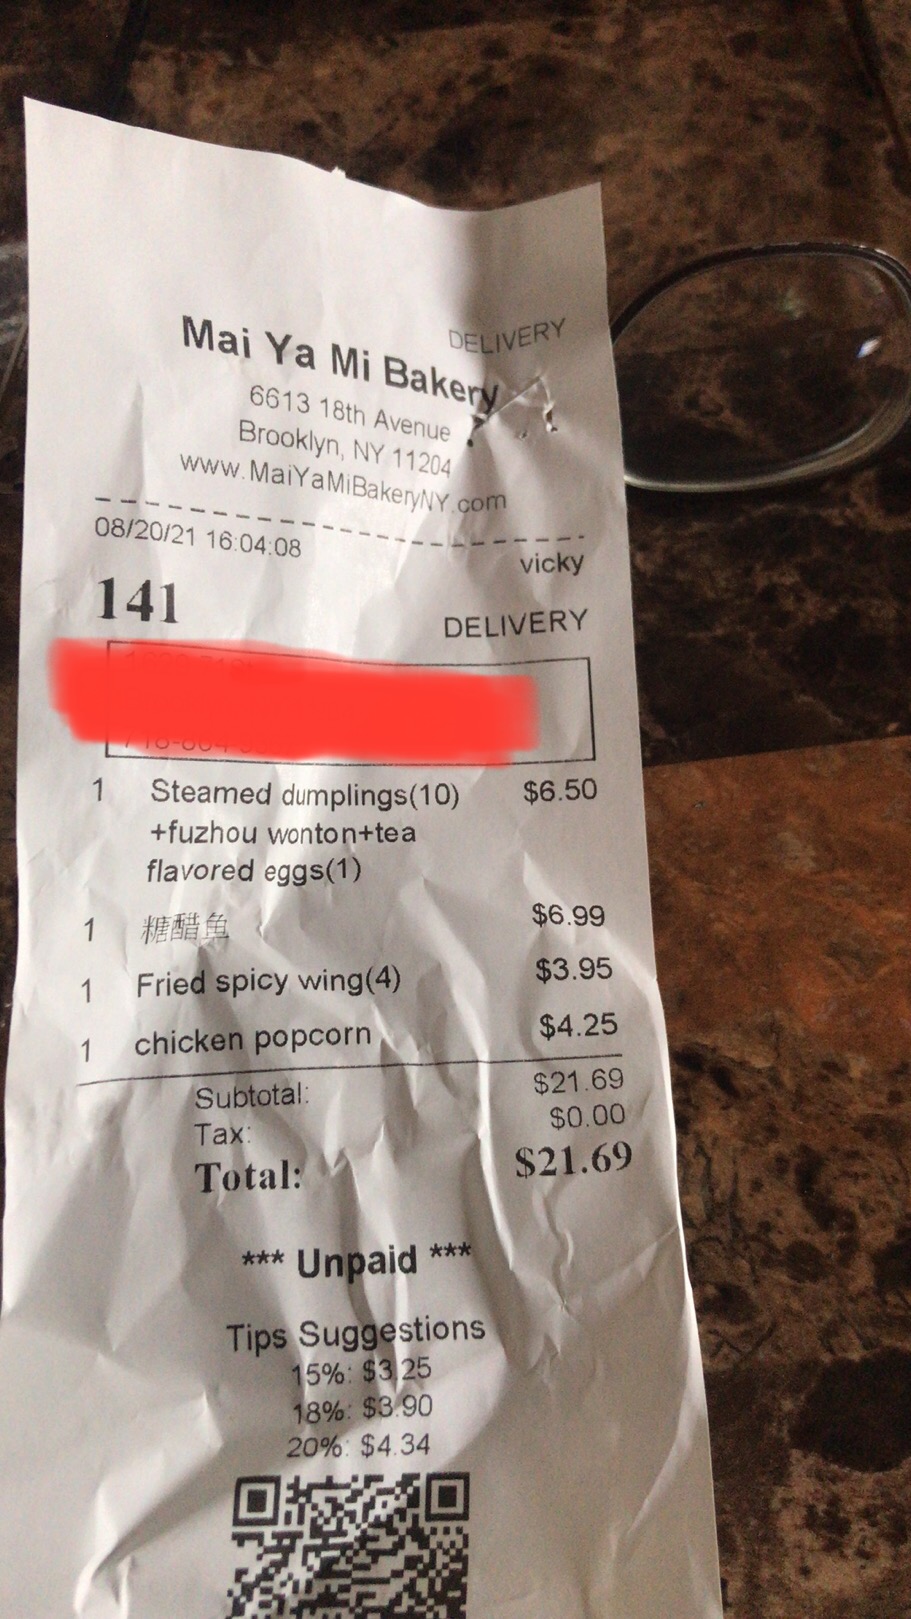 DELIVERY
Mai Ya Mi Bakery
6613 18th Avenue
Brooklyn, NY 11204
www.MaiYaMiBakeryNY.com
08/20/21 16:04:08
vicky
141
DELIVERY
1 Steamed dumplings(10) $6.50
+fuzhou wonton+tea
flavored eggs(1)
1 糖醋鱼 $6.99
1 Fried spicy wing(4) $3.95
1 chicken popcorn $4.25
Subtotal: $21.69
Tax: $0.00
Total: $21.69
*** Unpaid ***
Tips Suggestions
15%: $3.25
18%: $3.90
20%: $4.34